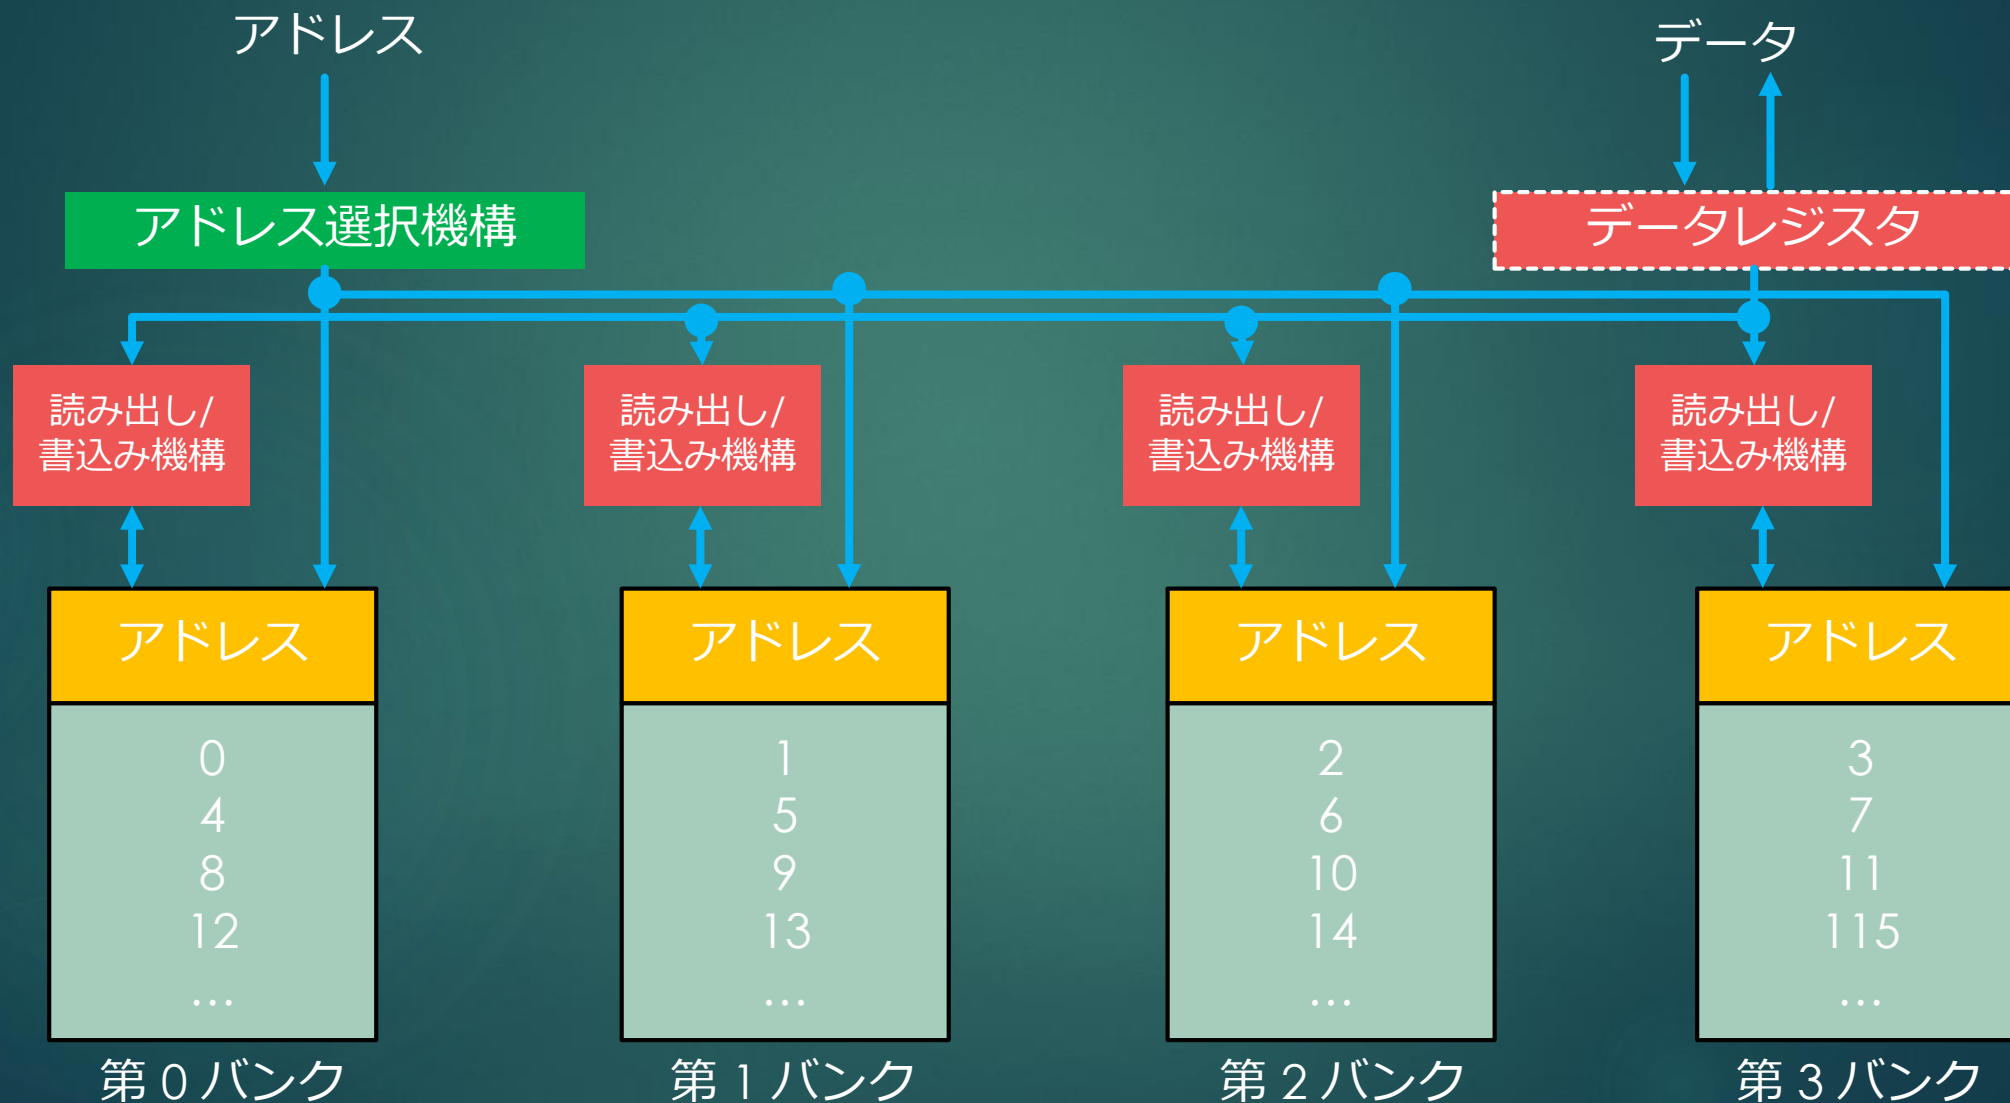 アドレス
データ
アドレス選択機構
データレジスタ
読み出し/
書込み機構
読み出し/
書込み機構
読み出し/
書込み機構
読み出し/
書込み機構
アドレス
0
4
8
12
…
第 0 バンク
アドレス
1
5
9
13
…
第 1 バンク
アドレス
2
6
10
14
…
第 2 バンク
アドレス
3
7
11
115
…
第 3 バンク